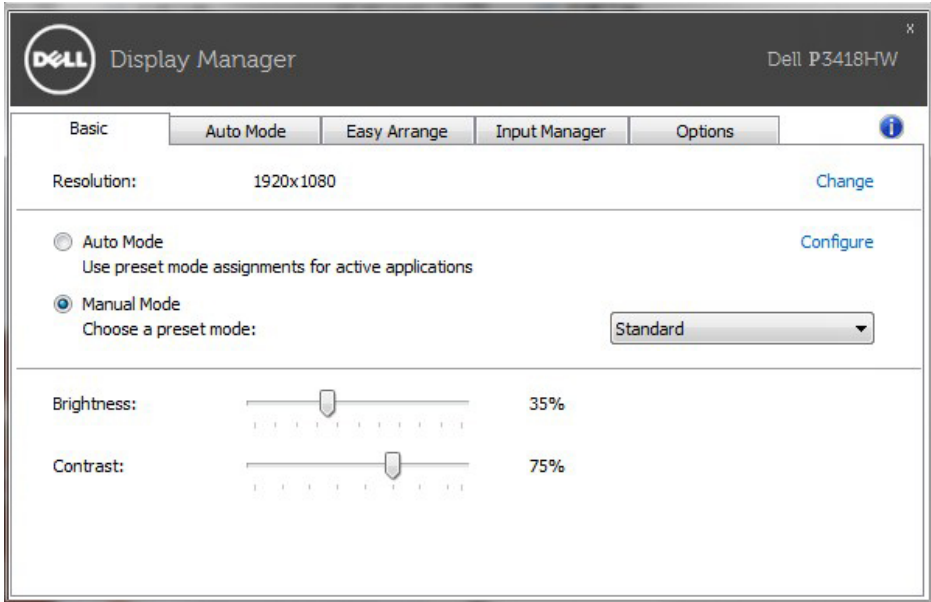 DELL Display Manager
x
Dell P3418HW
Basic Auto Mode Easy Arrange Input Manager Options i
Resolution: 1920x1080 Change
Auto Mode Configure
Use preset mode assignments for active applications
Manual Mode
Choose a preset mode: Standard
Brightness: 35%
Contrast: 75%